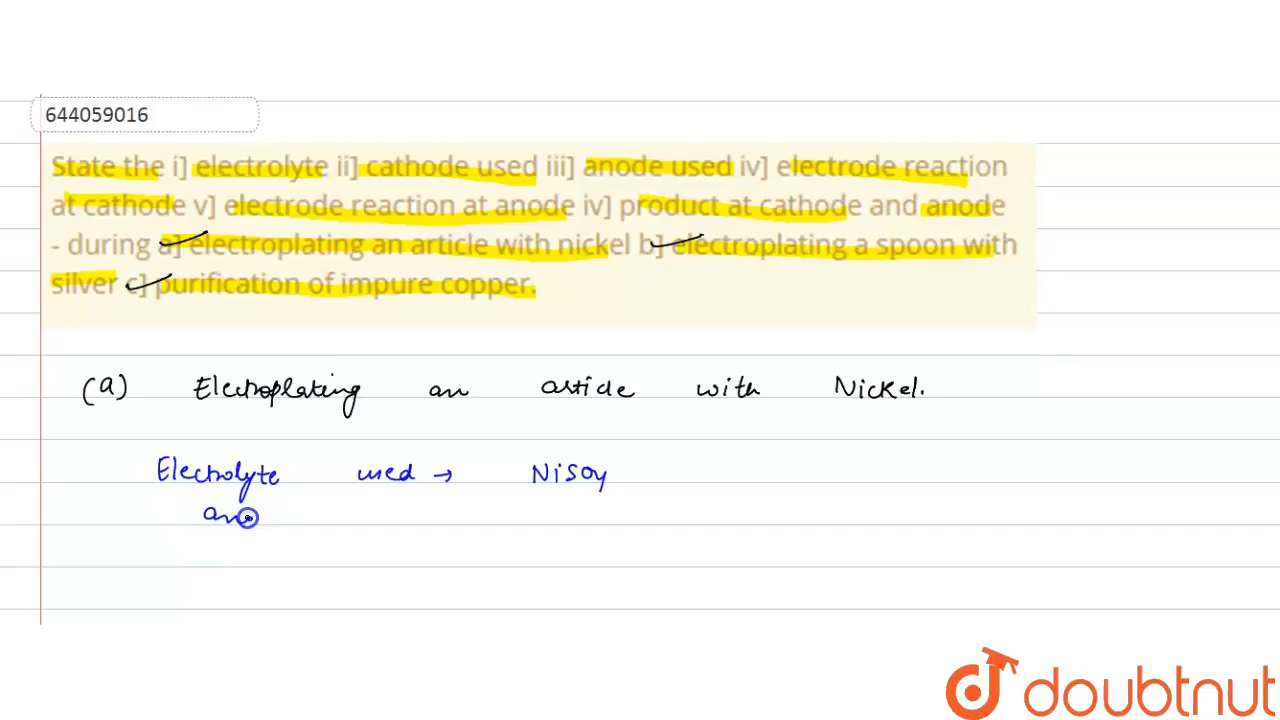 644059016
State the i] electrolyte ii] cathode used iii] anode used iv] electrode reaction
at cathode v] electrode reaction at anode iv] product at cathode and anode
- during a] electroplating an article with nickel b] electroplating a spoon with
silver c] purification of impure copper.
(a) Electroplating an article with Nickel.
Electrolyte used → NiSO4
an
doubtnut